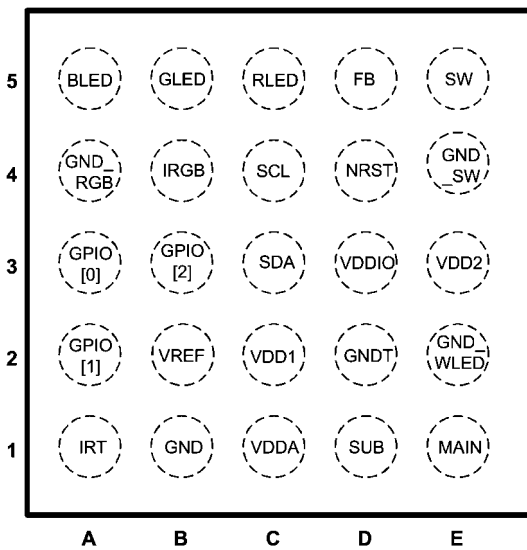 5 BLED GLED RLED FB SW
4 GND_ RGB IRGB SCL NRST GND _SW
3 GPIO [0] GPIO [2] SDA VDDIO VDD2
2 GPIO [1] VREF VDD1 GNDT GND_ WLED
1 IRT GND VDDA SUB MAIN
A B C D E